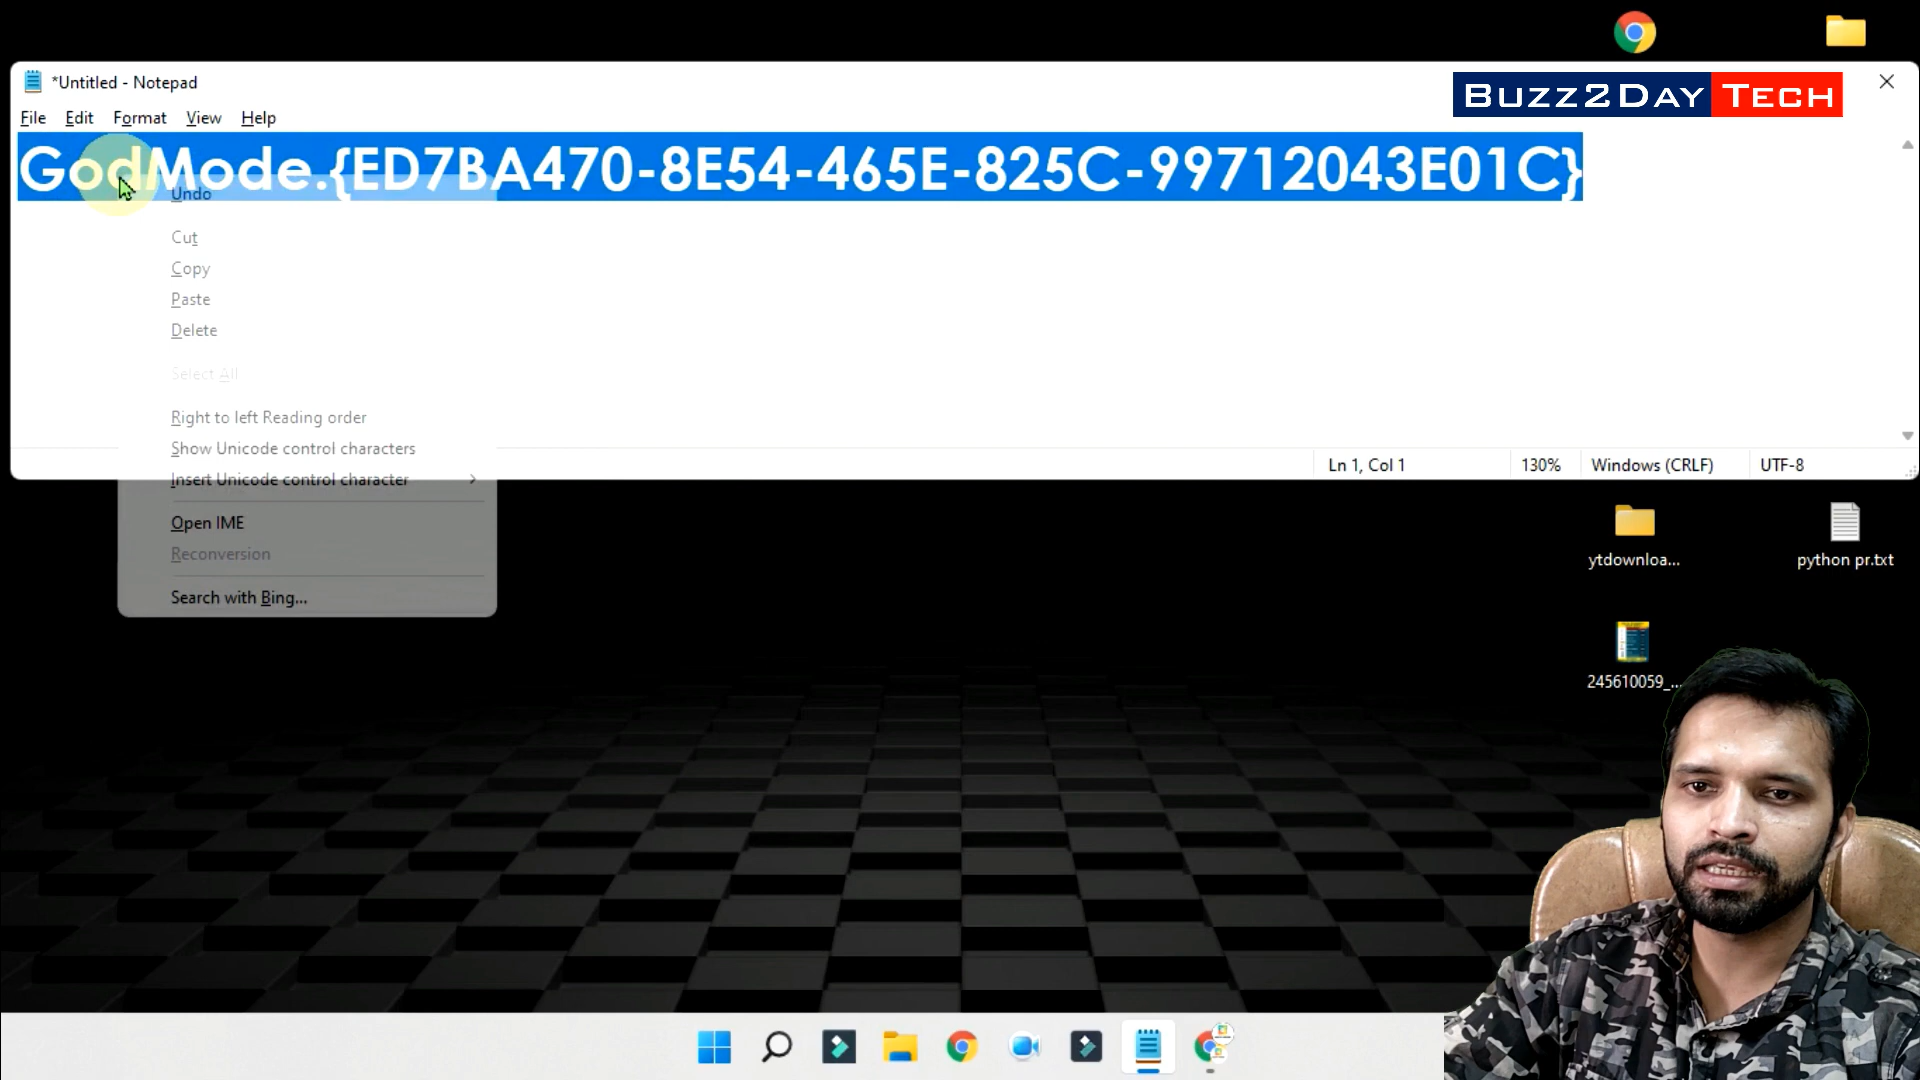 *Untitled - Notepad
Buzz2Day Tech
File Edit Format View Help
GodMode.{ED7BA470-8E54-465E-825C-99712043E01C}
Undo
Cut
Copy
Paste
Delete
Select All
Right to left Reading order
Show Unicode control characters
Insert Unicode control character
Open IME
Reconversion
Search with Bing...
Ln 1, Col 1
130%
Windows (CRLF)
UTF-8
ytdownloa...
python pr.txt
245610059_...